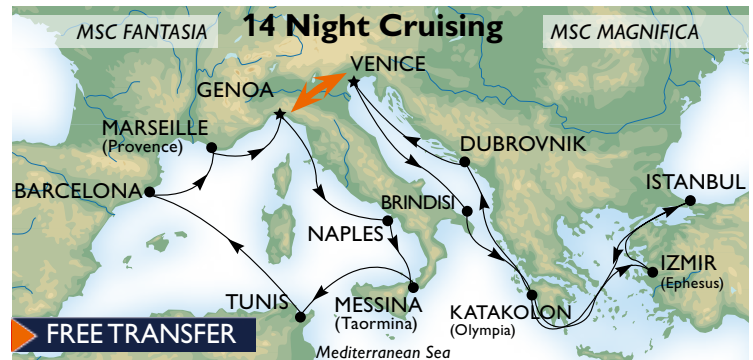 14 Night Cruising
MSC FANTASIA
MSC MAGNIFICA
VENICE
GENOA
MARSEILLE
(Provence)
DUBROVNIK
BARCELONA
ISTANBUL
BRINDISI
NAPLES
IZMIR
(Ephesus)
TUNIS
MESSINA
(Taormina)
KATAKOLON
(Olympia)
FREE TRANSFER
Mediterranean Sea